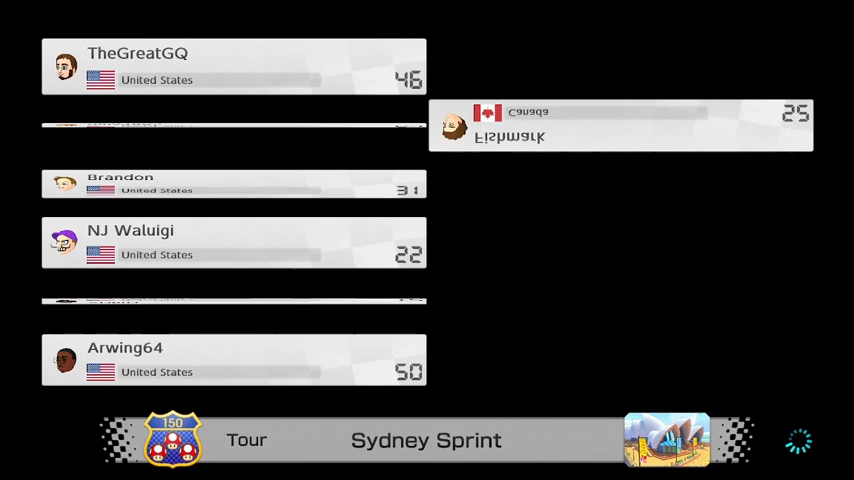 TheGreatGQ
United States
46
Fishmark
Canada
25
Brandon
United States
31
NJ Waluigi
United States
22
Arwing64
United States
50
150
Tour
Sydney Sprint